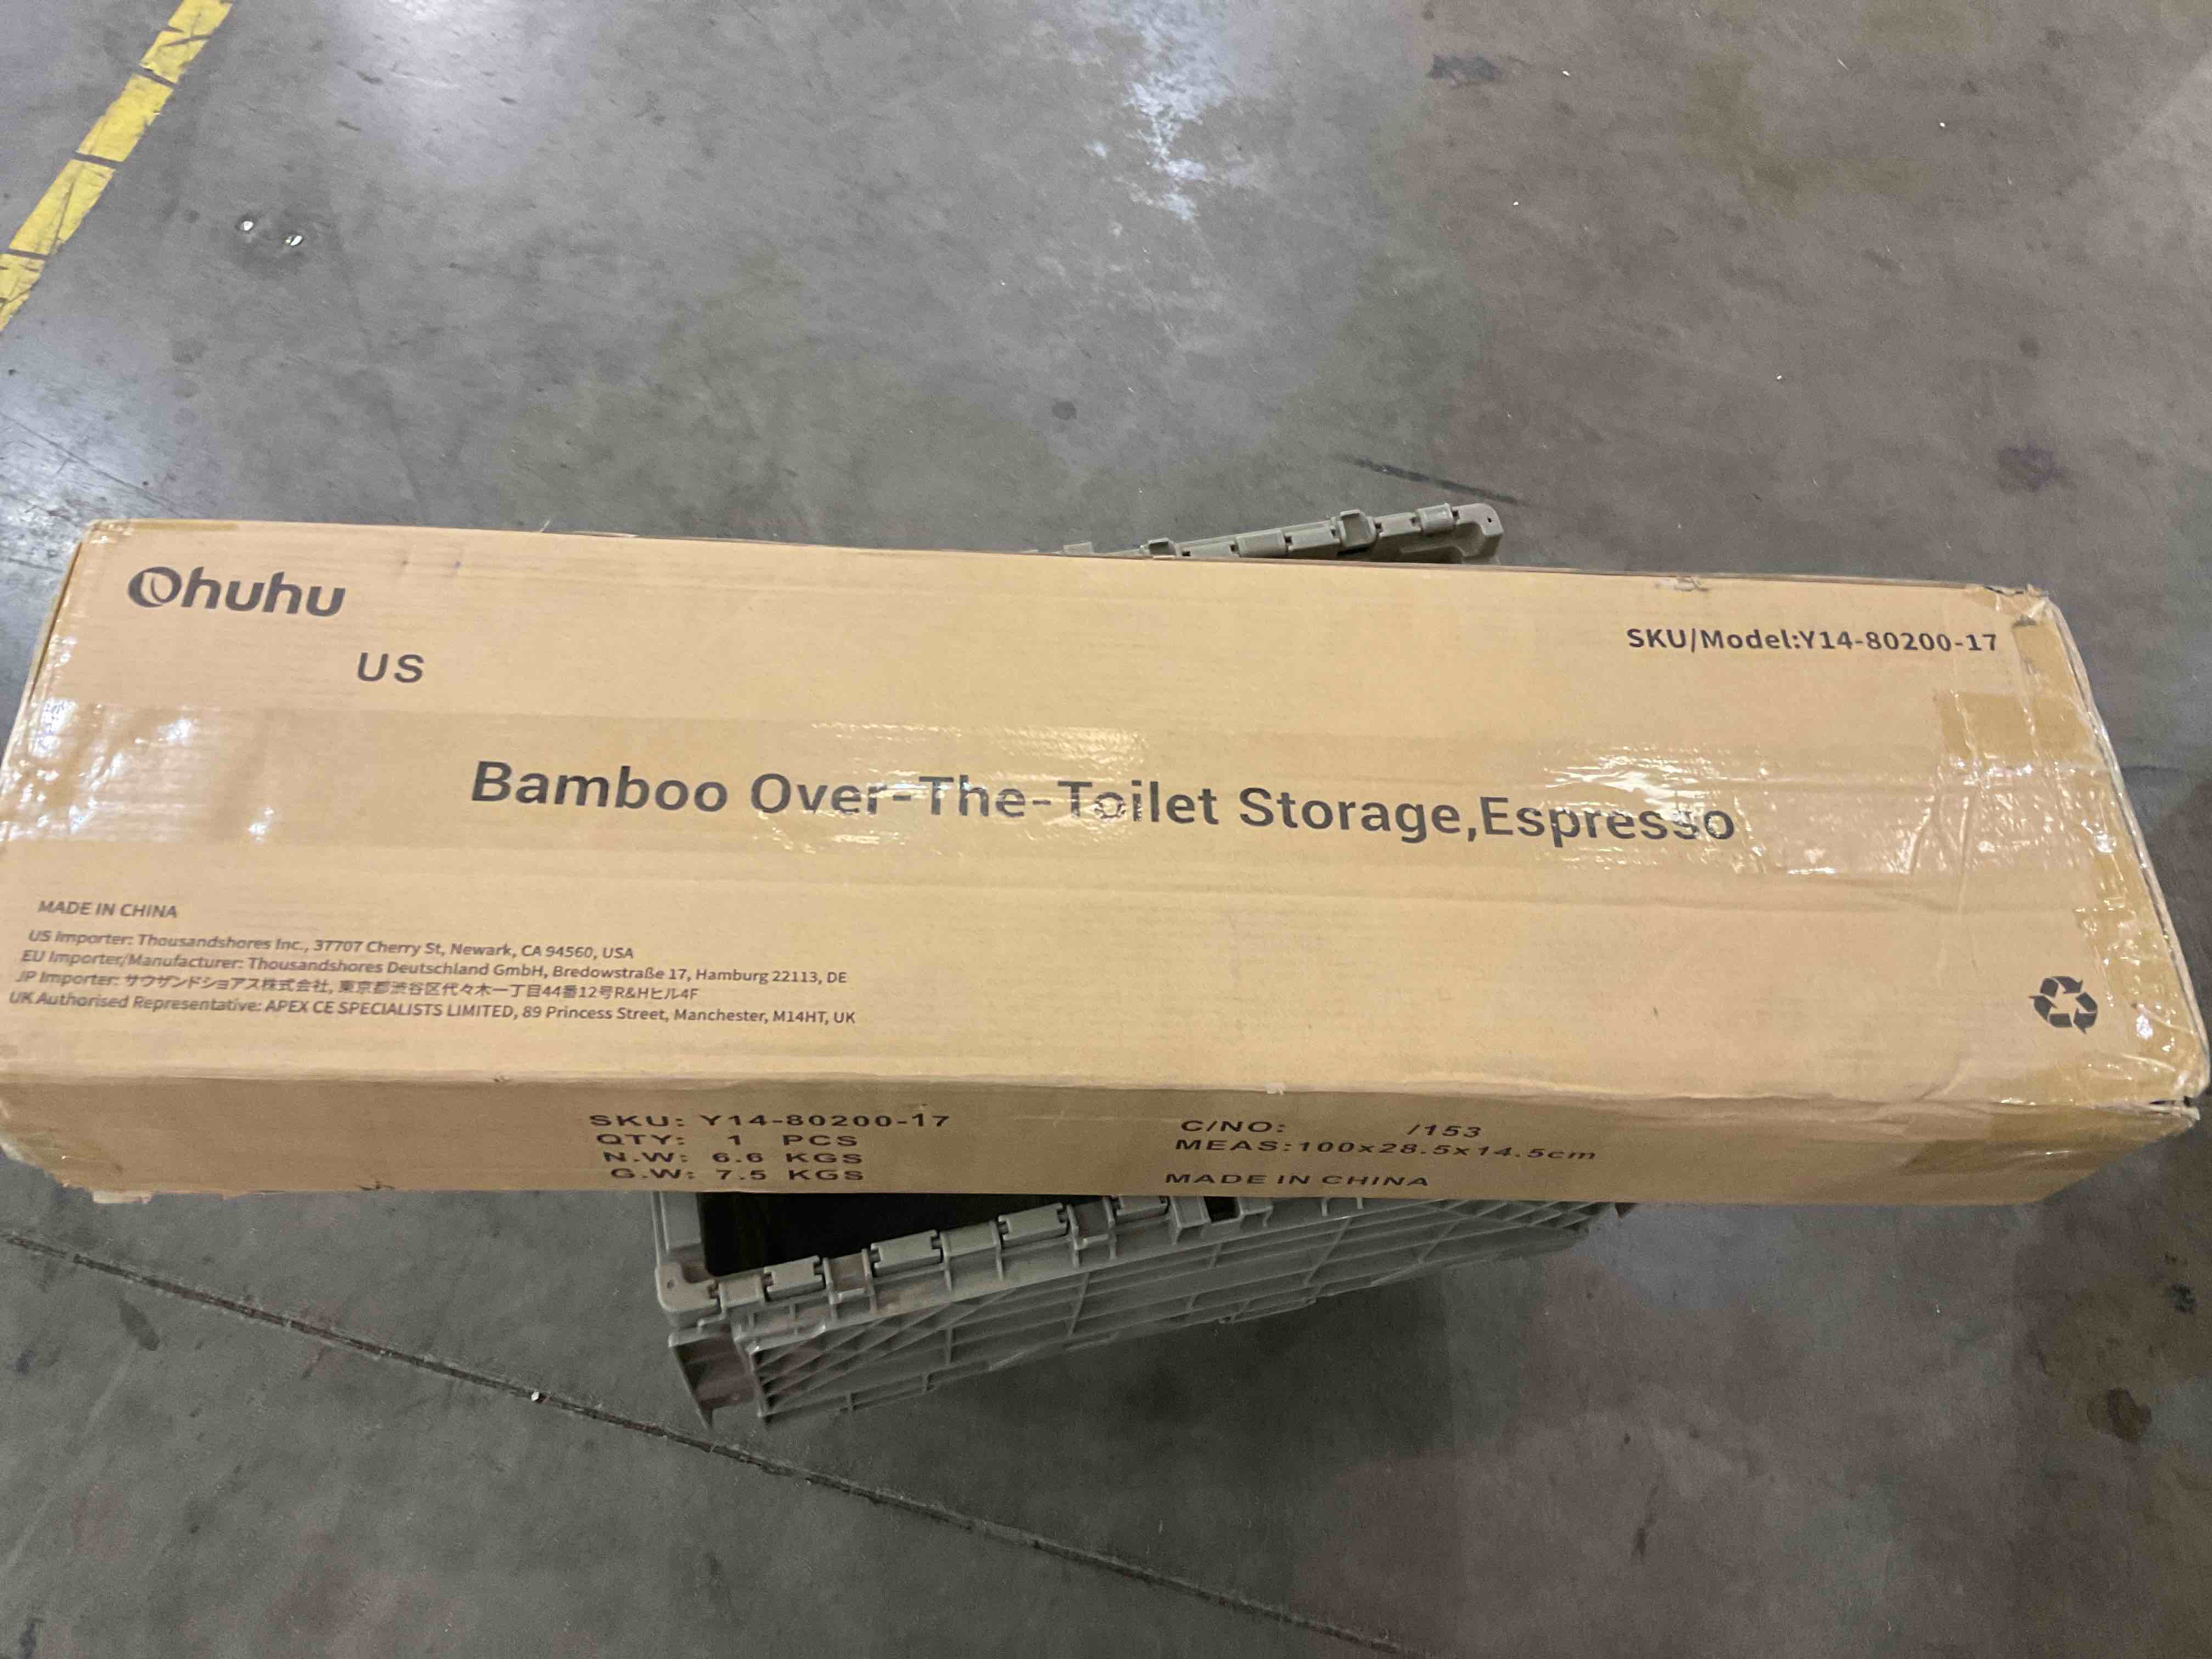 Ohuhu
US
SKU/Model:Y14-80200-17
Bamboo Over-The-Toilet Storage,Espresso
MADE IN CHINA
US Importer: Thousandshores Inc., 37707 Cherry St, Newark, CA 94560, USA
EU Importer/Manufacturer: Thousandshores Deutschland GmbH, Bredowstraße 17, Hamburg 22113, DE
JP Importer: サウザンドショアス株式会社, 東京都渋谷区代々木一丁目44番12号R&Hヒル4F
UK Authorised Representative: APEX CE SPECIALISTS LIMITED, 89 Princess Street, Manchester, M14HT, UK
SKU: Y14-80200-17
QTY: 1 PCS
N.W: 6.6 KGS
G.W: 7.5 KGS
C/NO: /153
MEAS:100x28.5x14.5cm
MADE IN CHINA